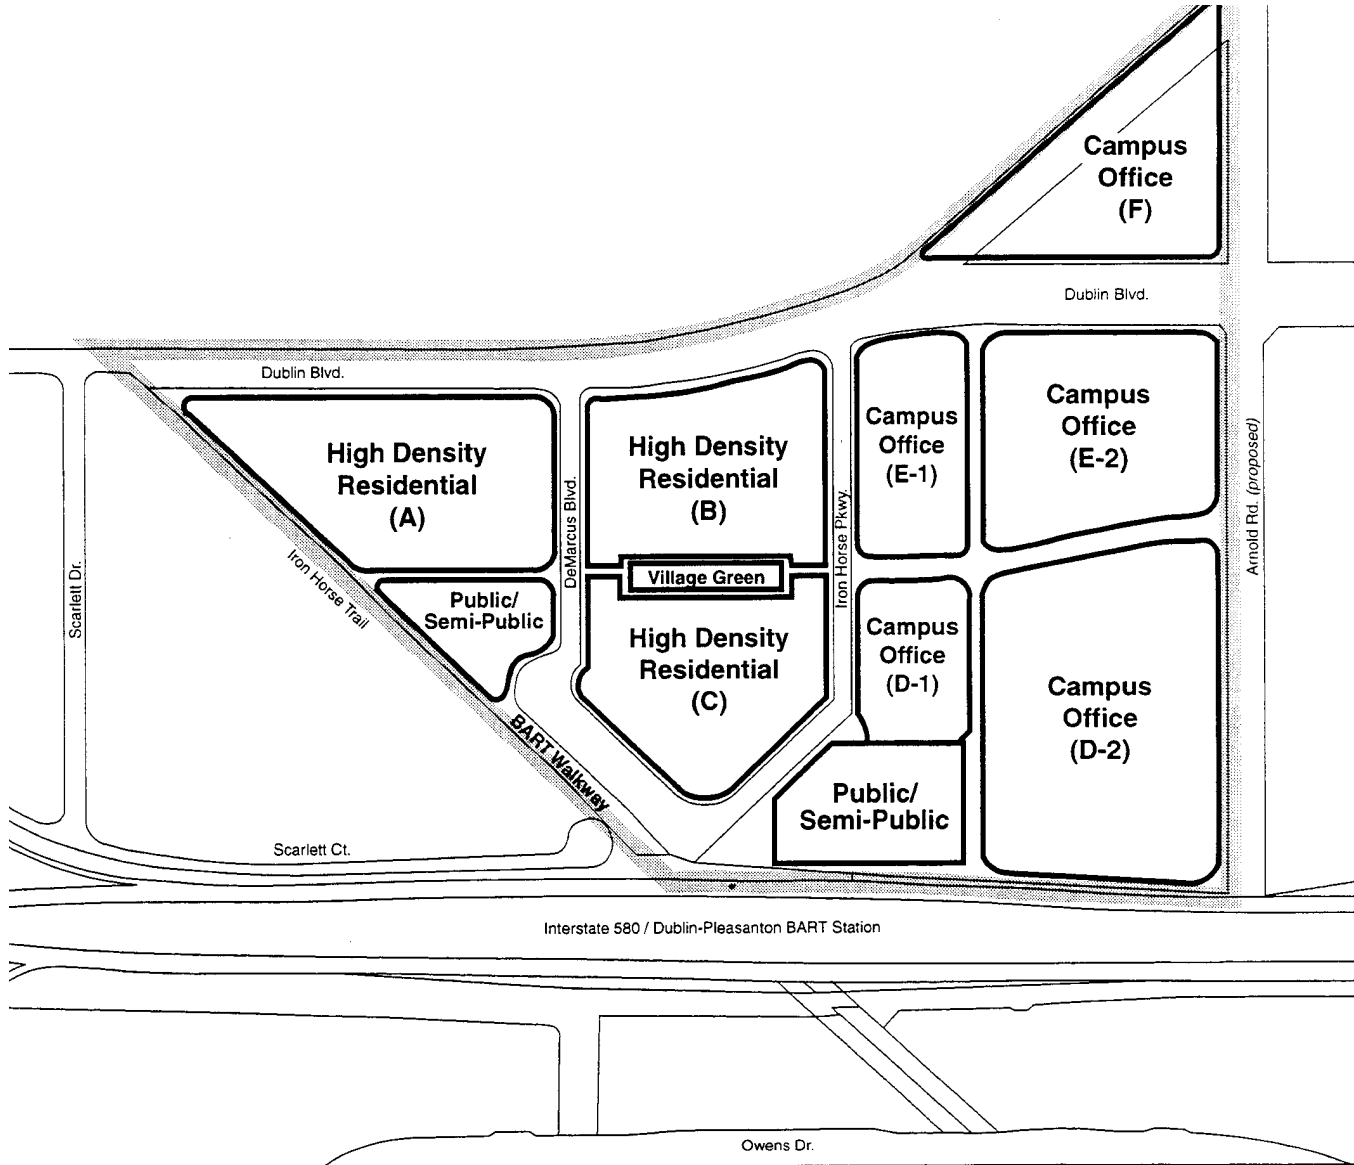 Campus
Office
(F)
Dublin Blvd.
Dublin Blvd.
High Density
Residential
(A)
High Density
Residential
(B)
Campus
Office
(E-1)
Campus
Office
(E-2)
Arnold Rd. (proposed)
DeMarcus Blvd.
Iron Horse Pkwy.
Scarlett Dr.
Iron Horse Trail
Village Green
Public/
Semi-Public
High Density
Residential
(C)
Campus
Office
(D-1)
Campus
Office
(D-2)
BART Walkway
Public/
Semi-Public
Scarlett Ct.
Interstate 580 / Dublin-Pleasanton BART Station
Owens Dr.